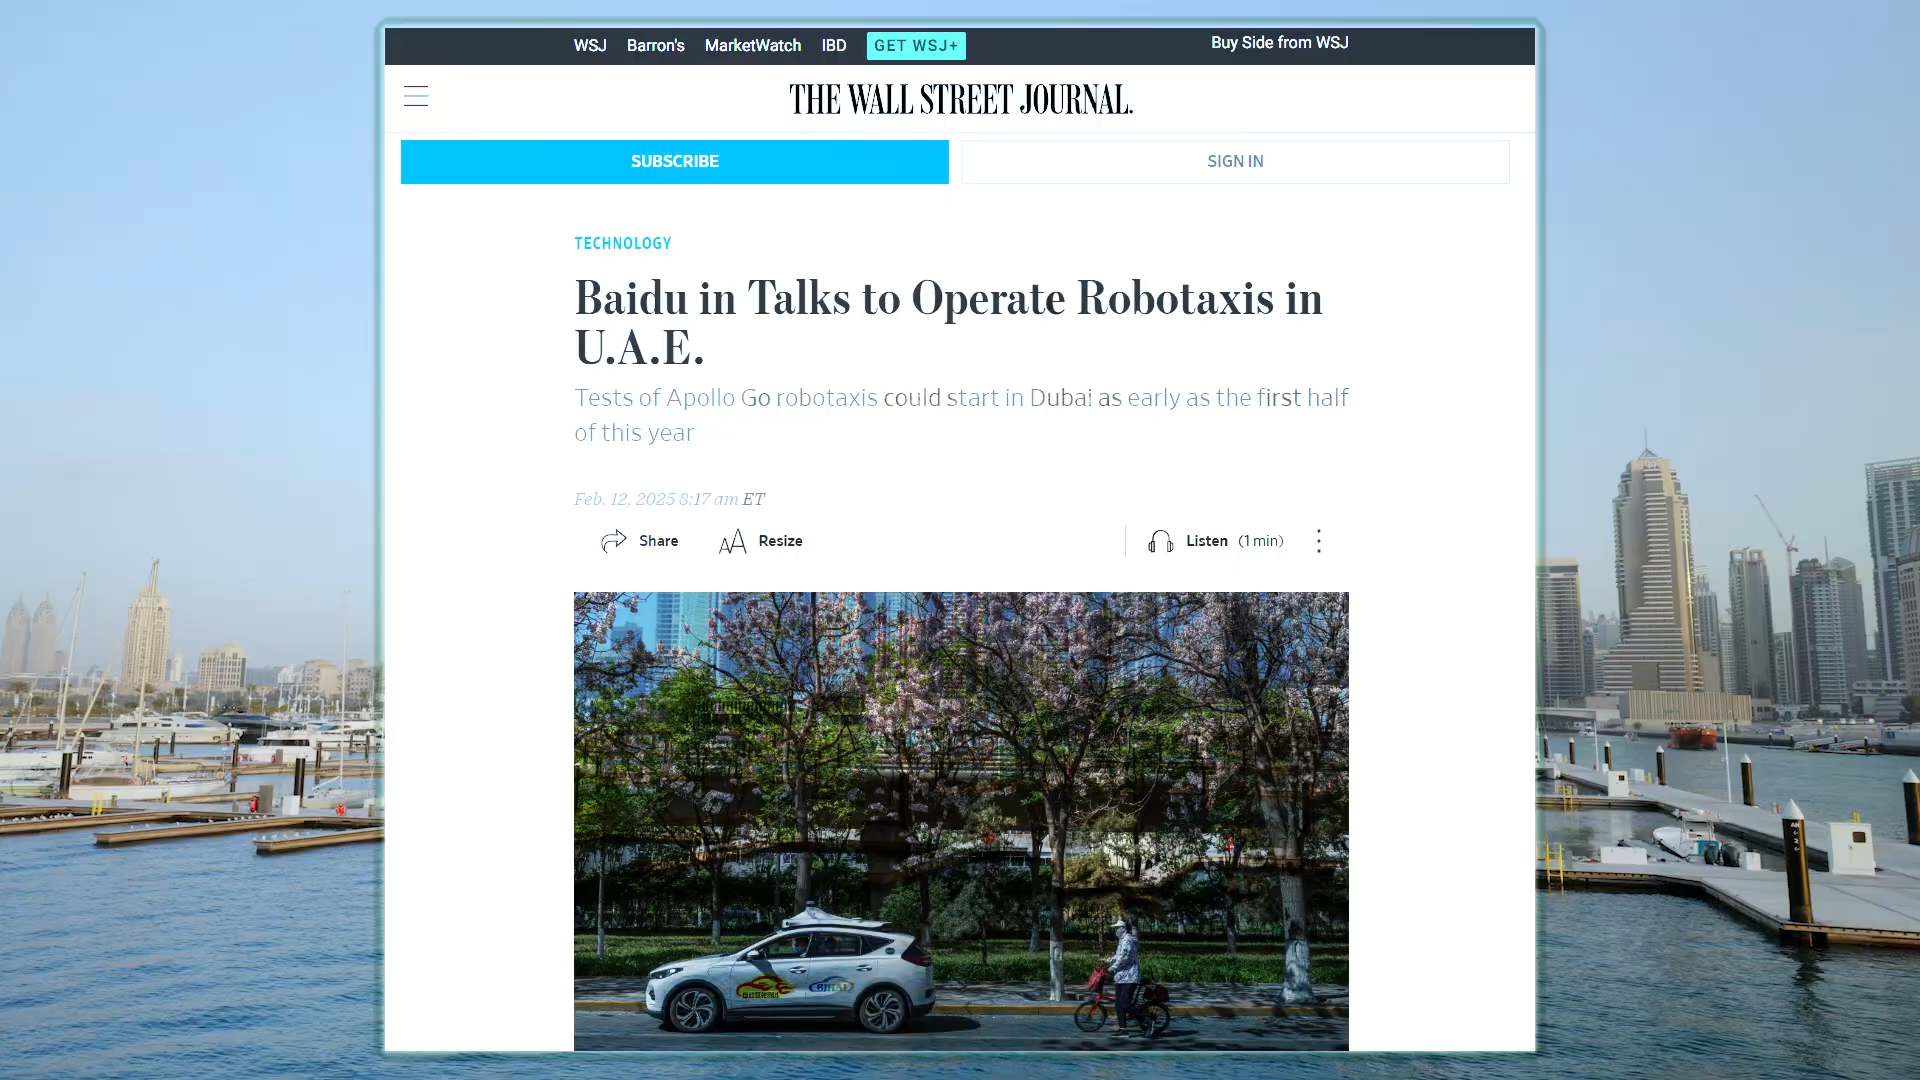 WSJ Barron's MarketWatch IBD GET WSJ+ Buy Side from WSJ
THE WALL STREET JOURNAL.
SUBSCRIBE SIGN IN
TECHNOLOGY
Baidu in Talks to Operate Robotaxis in
U.A.E.
Tests of Apollo Go robotaxis could start in Dubai as early as the first half
of this year
Feb. 12, 2025 8:17 am ET
Share Resize Listen (1 min)